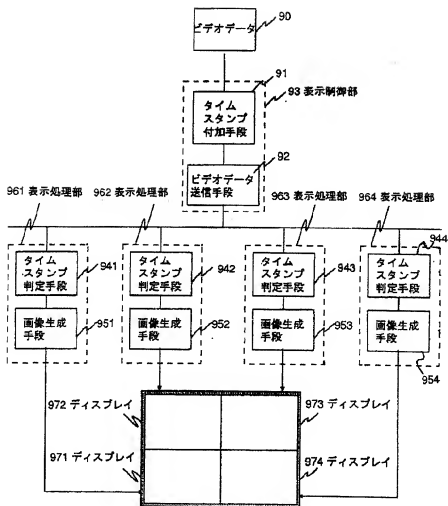 ビデオデータ
90
91
93 表示制御部
タイム
スタンプ
付加手段
92
ビデオデータ
送信手段
961 表示処理部
962 表示処理部
963 表示処理部
964 表示処理部
944
タイム
スタンプ
判定手段
941
タイム
スタンプ
判定手段
942
タイム
スタンプ
判定手段
943
タイム
スタンプ
判定手段
画像生成
手段
951
画像生成
手段
952
画像生成
手段
953
画像生成
手段
954
972 ディスプレイ
973 ディスプレイ
971 ディスプレイ
974 ディスプレイ